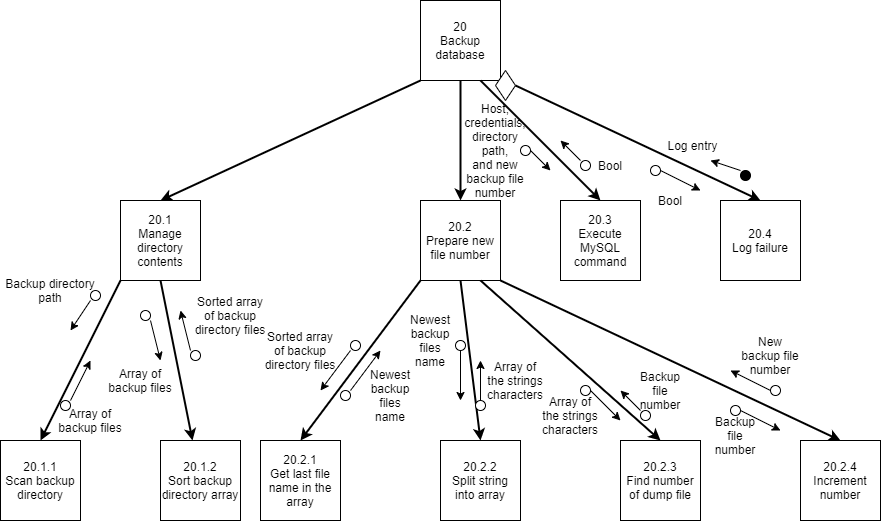 20
Backup
database
Host,
credentials,
directory
path,
and new
backup file
number
Bool
Log entry
Bool
20.1
Manage
directory
contents
20.2
Prepare new
file number
20.3
Execute
MySQL
command
20.4
Log failure
Backup directory
path
Array of
backup files
Array of
backup files
Sorted array
of backup
directory files
Sorted array
of backup
directory files
Newest
backup
files
name
Newest
backup
files
name
Array of
the strings
characters
Array of
the strings
characters
Backup
file
number
New
backup file
number
Backup
file
number
20.1.1
Scan backup
directory
20.1.2
Sort backup
directory array
20.2.1
Get last file
name in the
array
20.2.2
Split string
into array
20.2.3
Find number
of dump file
20.2.4
Increment
number